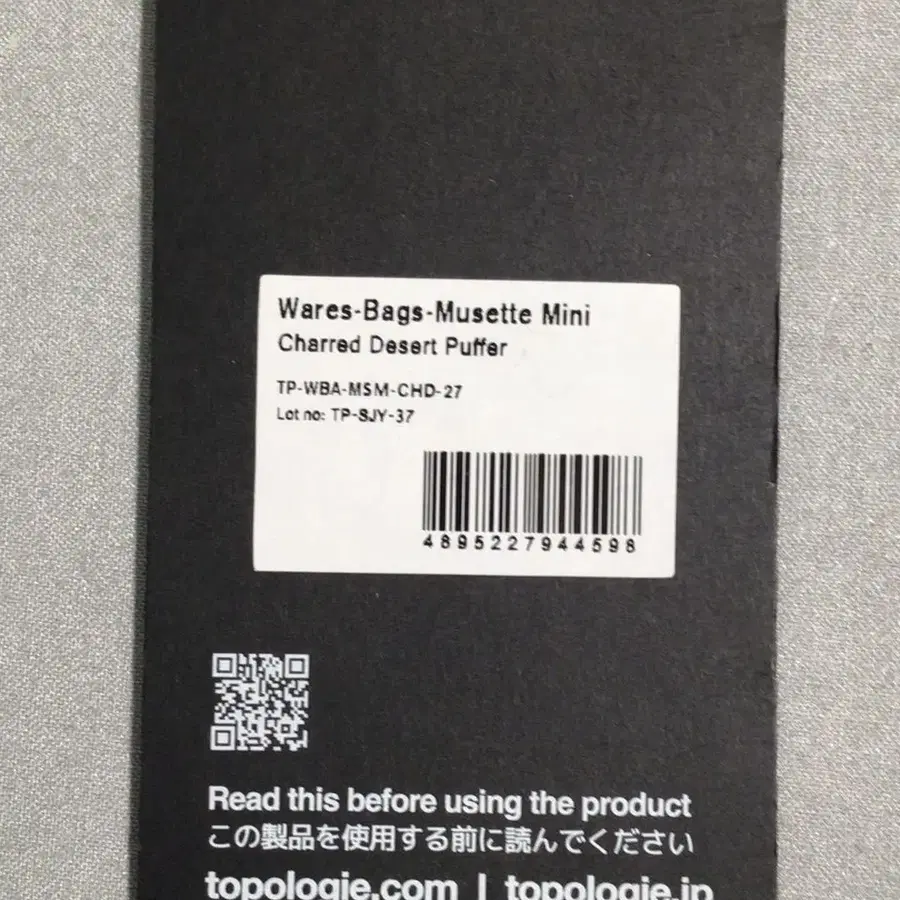 Wares-Bags-Musette Mini
Charred Desert Puffer
TP-WBA-MSM-CHD-27
Lot no: TP-SJY-37
4895227944598
Read this before using the product
この製品を使用する前に読んでください
topologie.com | topologie.jp